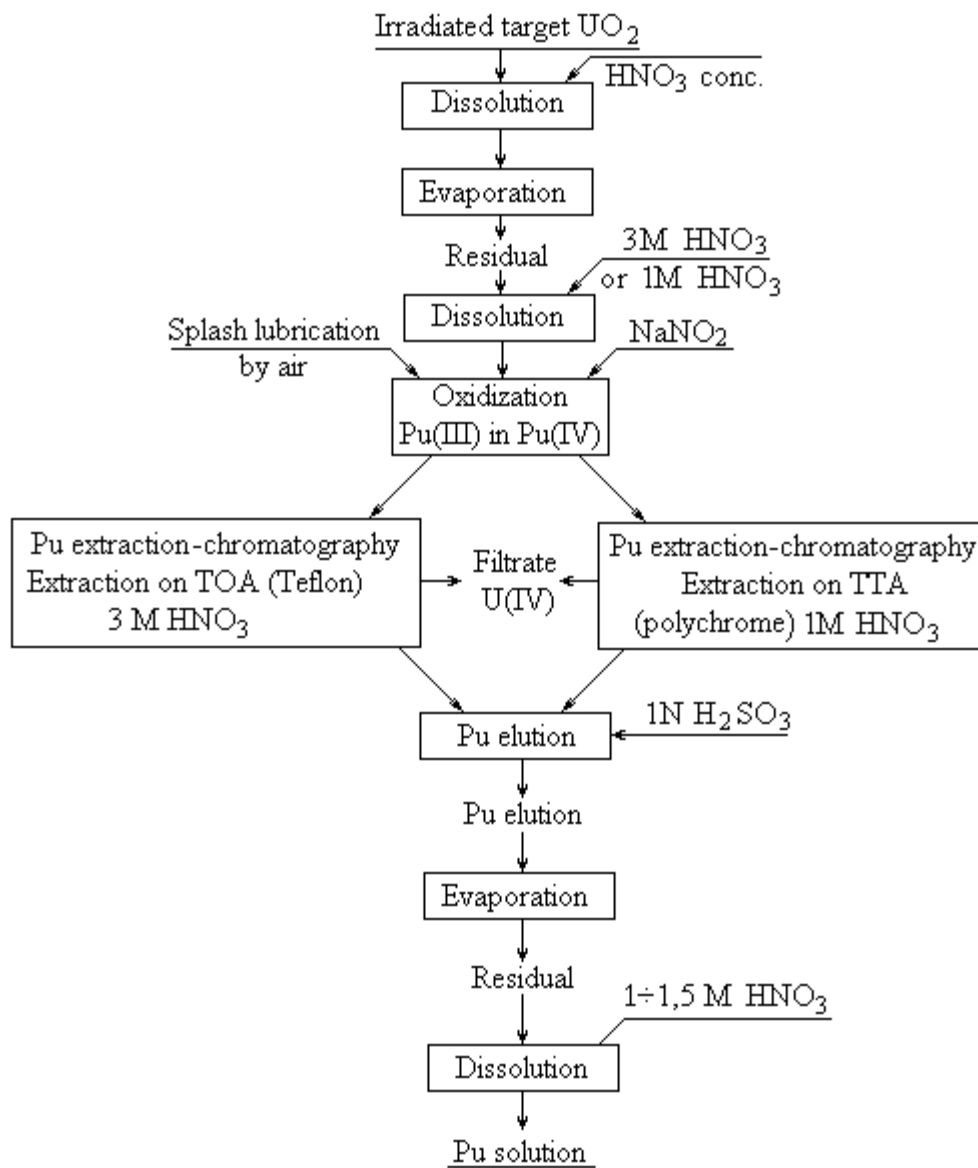 Irradiated target UO₂
HNO₃ conc.
Dissolution
Evaporation
Residual
3M HNO₃
or 1M HNO₃
Dissolution
Splash lubrication
by air
NaNO₂
Oxidization
Pu(III) in Pu(IV)
Pu extraction-chromatography
Extraction on TOA (Teflon)
3 M HNO₃
Filtrate
U(IV)
Pu extraction-chromatography
Extraction on TTA
(polychrome) 1M HNO₃
1N H₂SO₃
Pu elution
Pu elution
Evaporation
Residual
1÷1,5 M HNO₃
Dissolution
Pu solution